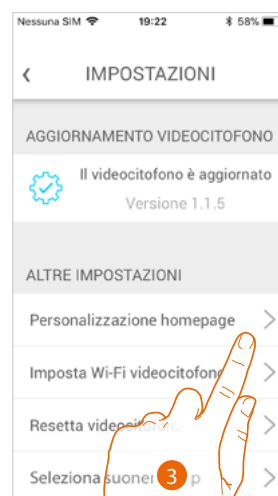 Nessuna SIM 19:22 58%
IMPOSTAZIONI
AGGIORNAMENTO VIDEOCITOFONO
Il videocitofono è aggiornato
Versione 1.1.5
ALTRE IMPOSTAZIONI
Personalizzazione homepage
Imposta Wi-Fi videocitofono
Resetta videocitofono
Seleziona
3